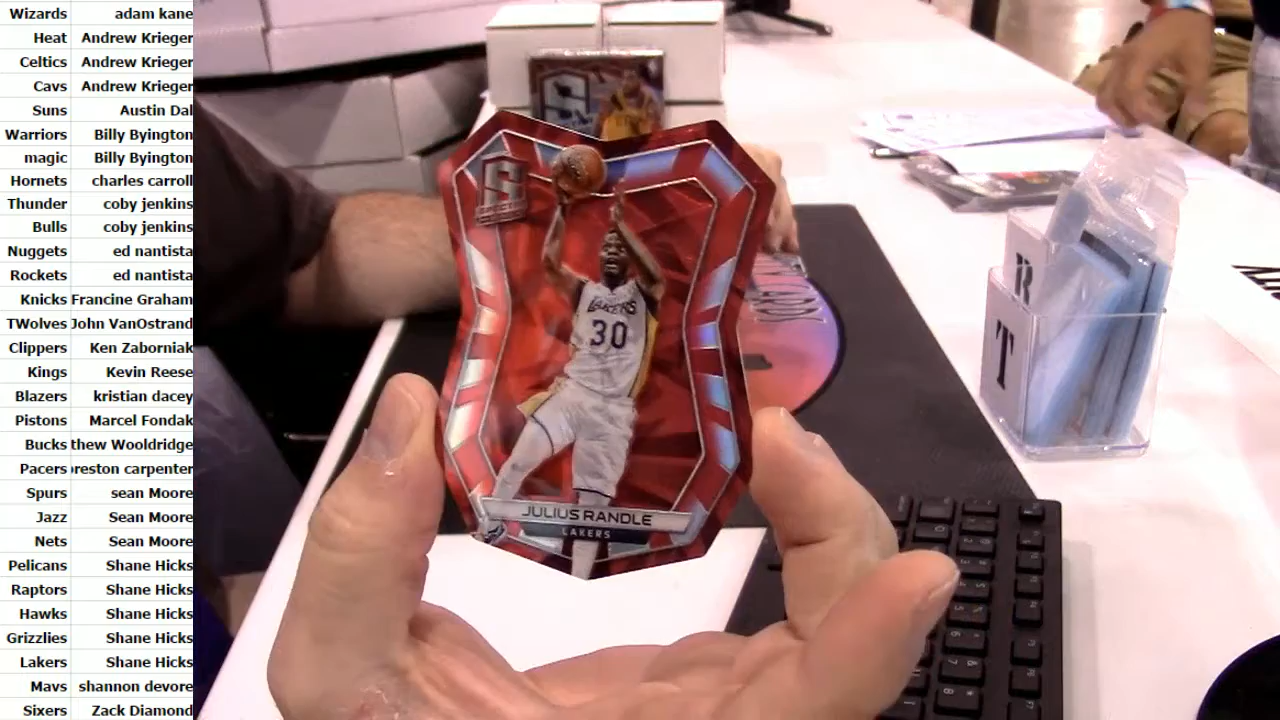 Wizards adam kane
Heat Andrew Krieger
Celtics Andrew Krieger
Cavs Andrew Krieger
Suns Austin Dal
Warriors Billy Byington
magic Billy Byington
Hornets charles carroll
Thunder coby jenkins
Bulls coby jenkins
Nuggets ed nantista
Rockets ed nantista
Knicks Francine Graham
TWolves John VanOstrand
Clippers Ken Zaborniak
Kings Kevin Reese
Blazers kristian dacey
Pistons Marcel Fondak
Bucks thew Wooldridge
Pacers reston carpenter
Spurs sean Moore
Jazz Sean Moore
Nets Sean Moore
Pelicans Shane Hicks
Raptors Shane Hicks
Hawks Shane Hicks
Grizzlies Shane Hicks
Lakers Shane Hicks
Mavs shannon devore
Sixers Zack Diamond
S
LAKERS
30
JULIUS RANDLE
LAKERS
R
T